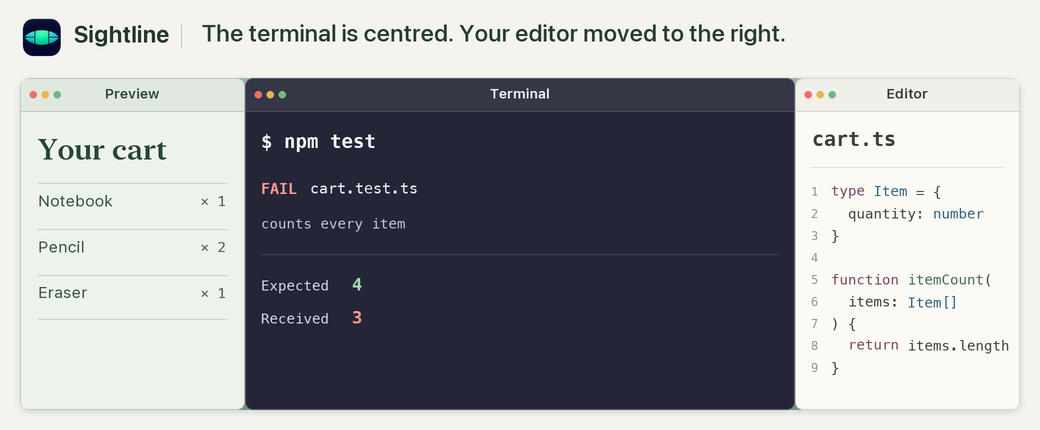 Sightline
The terminal is centred. Your editor moved to the right.
Preview
Your cart
Notebook × 1
Pencil × 2
Eraser × 1
Terminal
$ npm test
FAIL cart.test.ts
counts every item
Expected 4
Received 3
Editor
cart.ts
1 type Item = {
2 quantity: number
3 }
4
5 function itemCount(
6 items: Item[]
7 ) {
8 return items.length
9 }